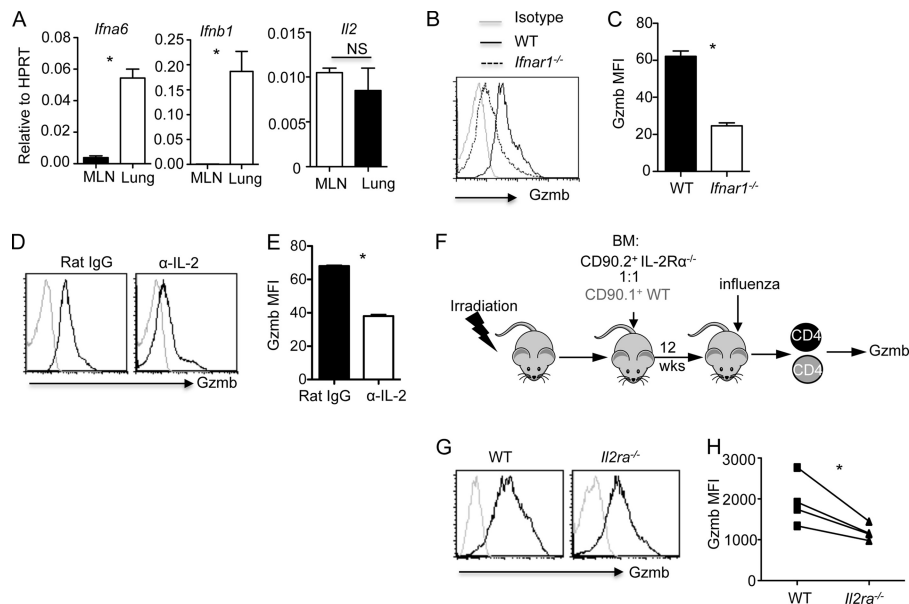 A
Ifna6
Ifnb1
Il2
Relative to HPRT
*
*
NS
0.08
0.06
0.04
0.02
0.00
0.25
0.20
0.15
0.10
0.05
0.00
0.015
0.010
0.005
0
MLN Lung
MLN Lung
MLN Lung
B
Isotype
WT
Ifnar1-/-
Gzmb
C
Gzmb MFI
80
60
40
20
0
*
WT
Ifnar1-/-
D
Rat IgG
α-IL-2
Gzmb
E
Gzmb MFI
80
60
40
20
0
*
Rat IgG
α-IL-2
F
BM:
CD90.2+ IL-2Rα-/-
1:1
CD90.1+ WT
Irradiation
influenza
12
wks
CD4
CD4
Gzmb
G
WT
Il2ra-/-
Gzmb
H
Gzmb MFI
3000
2000
1000
0
*
WT
Il2ra-/-